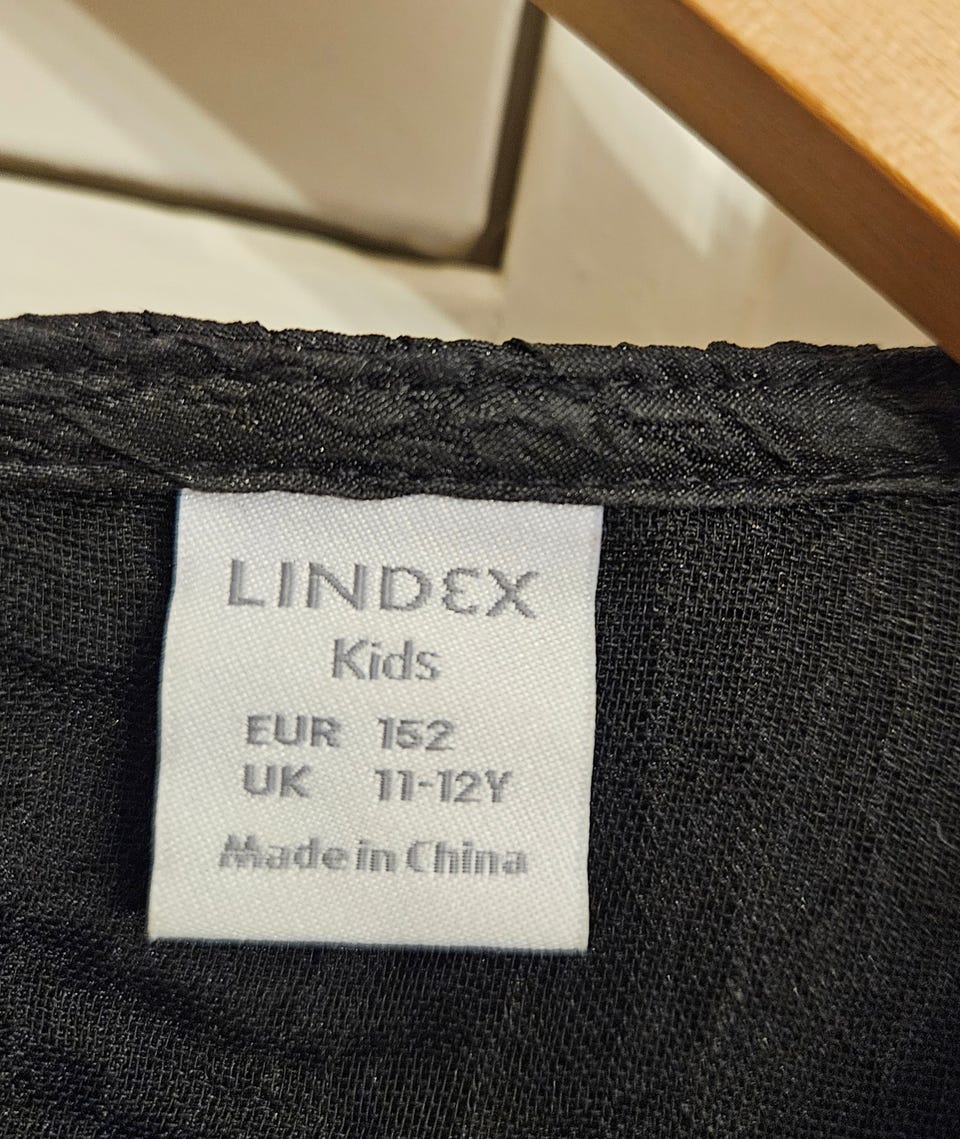 LINDEX
Kids
EUR 152
UK 11-12Y
Made in China